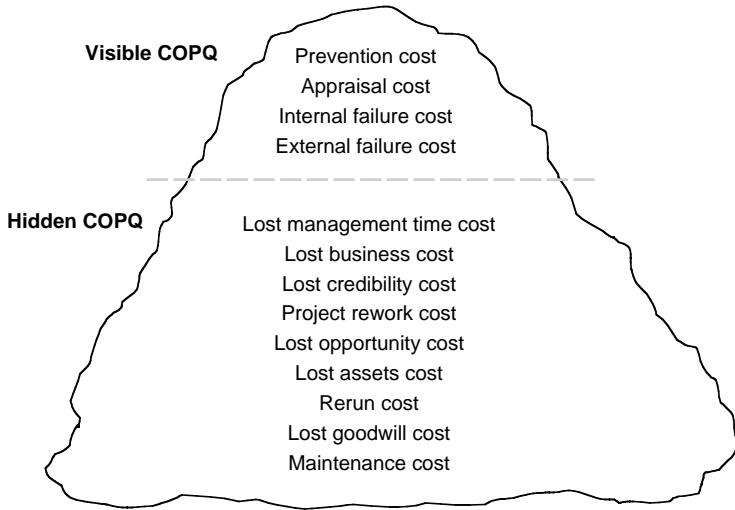 Visible COPQ
Prevention cost
Appraisal cost
Internal failure cost
External failure cost
Hidden COPQ
Lost management time cost
Lost business cost
Lost credibility cost
Project rework cost
Lost opportunity cost
Lost assets cost
Rerun cost
Lost goodwill cost
Maintenance cost